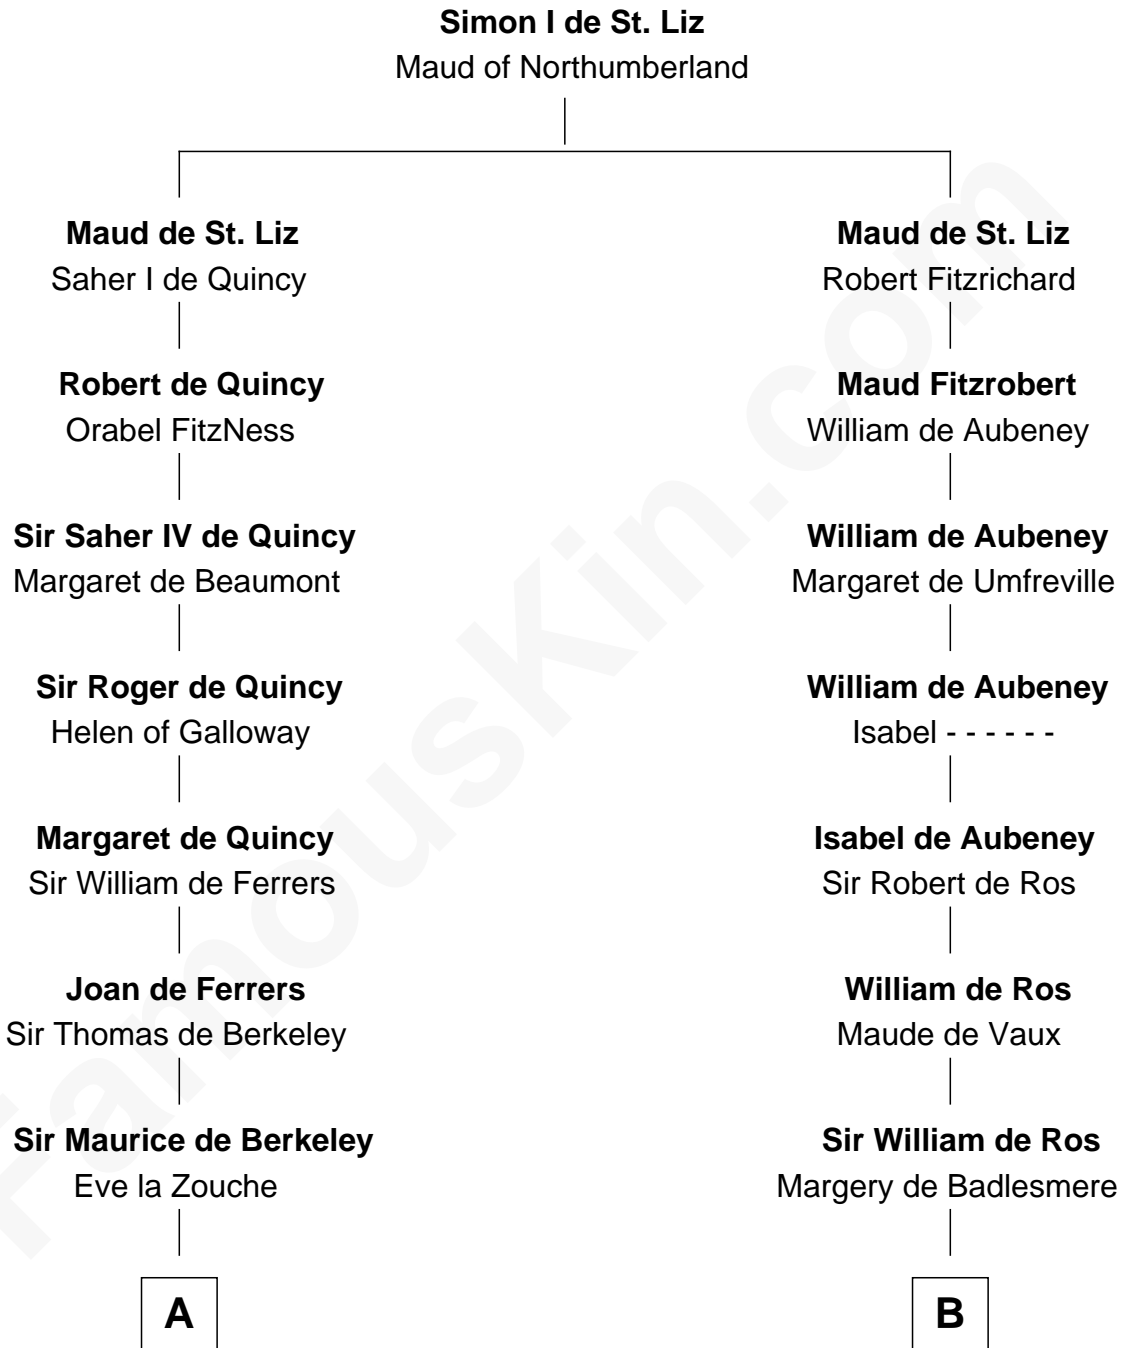 Simon I de St. Liz
Maud of Northumberland
Maud de St. Liz
Saher I de Quincy
Robert de Quincy
Orabel FitzNess
Sir Saher IV de Quincy
Margaret de Beaumont
Sir Roger de Quincy
Helen of Galloway
Margaret de Quincy
Sir William de Ferrers
Joan de Ferrers
Sir Thomas de Berkeley
Sir Maurice de Berkeley
Eve la Zouche
A
Maud de St. Liz
Robert Fitzrichard
Maud Fitzrobert
William de Aubeney
William de Aubeney
Margaret de Umfreville
William de Aubeney
Isabel - - - - - -
Isabel de Aubeney
Sir Robert de Ros
William de Ros
Maude de Vaux
Sir William de Ros
Margery de Badlesmere
B
FamousKin.com